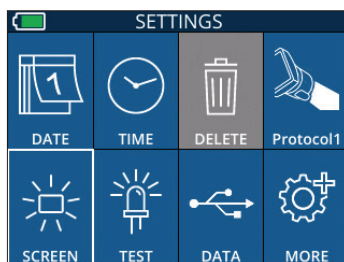 SETTINGS
1
DATE TIME DELETE Protocol1
SCREEN TEST DATA MORE